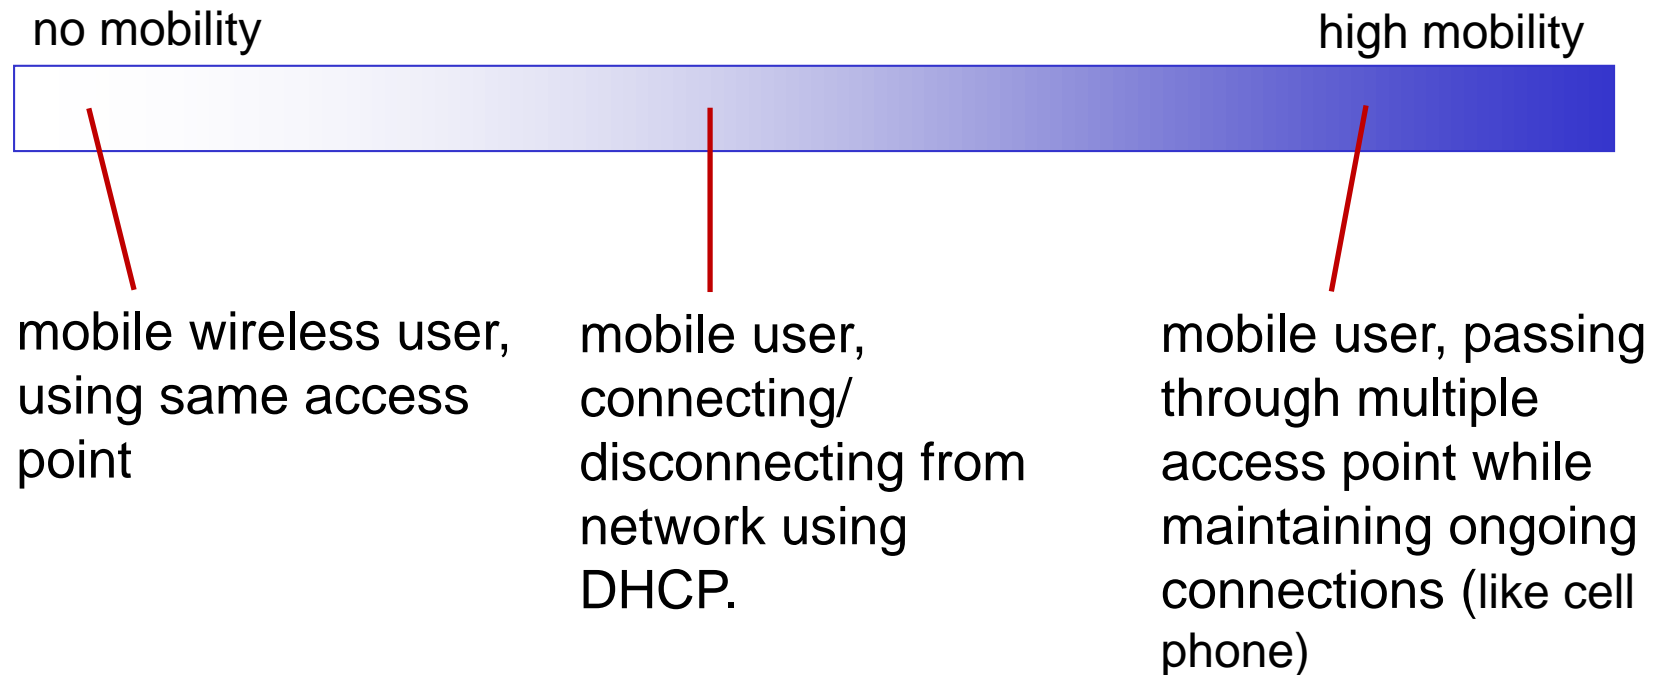 no mobility
high mobility
mobile wireless user,
using same access
point
mobile user,
connecting/
disconnecting from
network using
DHCP.
mobile user, passing
through multiple
access point while
maintaining ongoing
connections (like cell
phone)